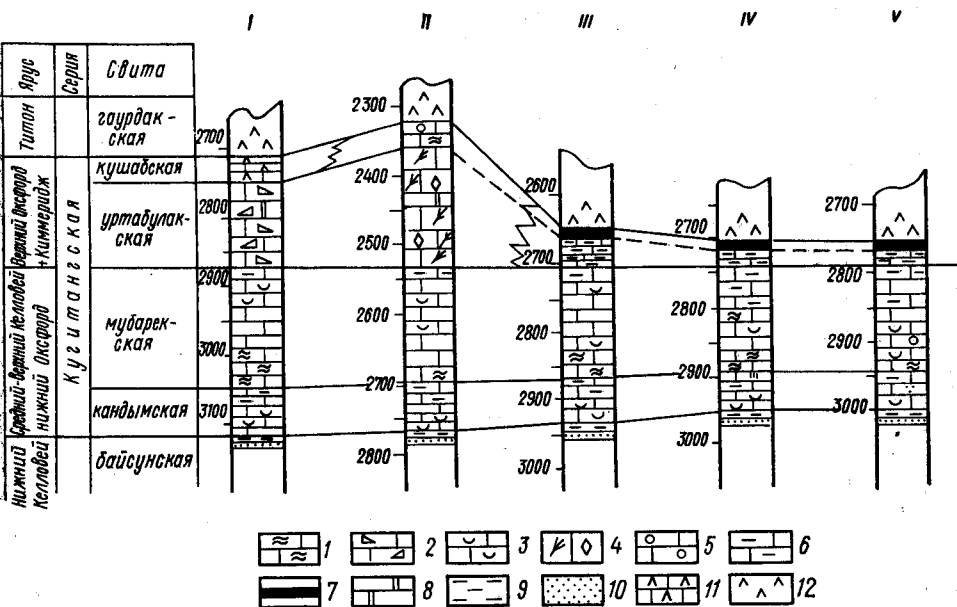 I II III IV V
Ярус
Серия
Свита
Титон
гаурдак-
ская
кушабская
Верхний Оксфорд
+ Киммеридж
уртабулак-
ская
Кугитангская
Средний-Верхний Келловей
нижний Оксфорд
мубарек-
ская
кандымская
Нижний
Келловей
байсунская
2700
2800
2900
3000
3100
2300
2400
2500
2600
2700
2800
2600
2700
2800
2900
3000
2700
2800
2900
3000
2700
2800
2900
3000
1 2 3 4 5 6
7 8 9 10 11 12